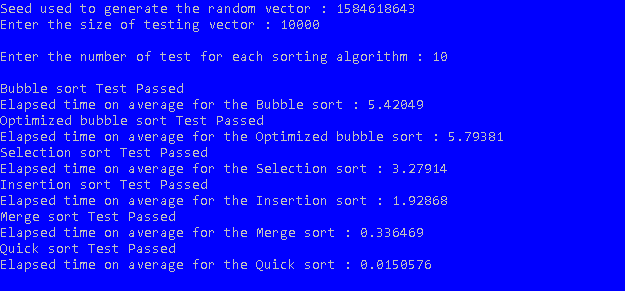 Seed used to generate the random vector : 1584618643
Enter the size of testing vector : 10000
Enter the number of test for each sorting algorithm : 10
Bubble sort Test Passed
Elapsed time on average for the Bubble sort : 5.42049
Optimized bubble sort Test Passed
Elapsed time on average for the Optimized bubble sort : 5.79381
Selection sort Test Passed
Elapsed time on average for the Selection sort : 3.27914
Insertion sort Test Passed
Elapsed time on average for the Insertion sort : 1.92868
Merge sort Test Passed
Elapsed time on average for the Merge sort : 0.336469
Quick sort Test Passed
Elapsed time on average for the Quick sort : 0.0150576